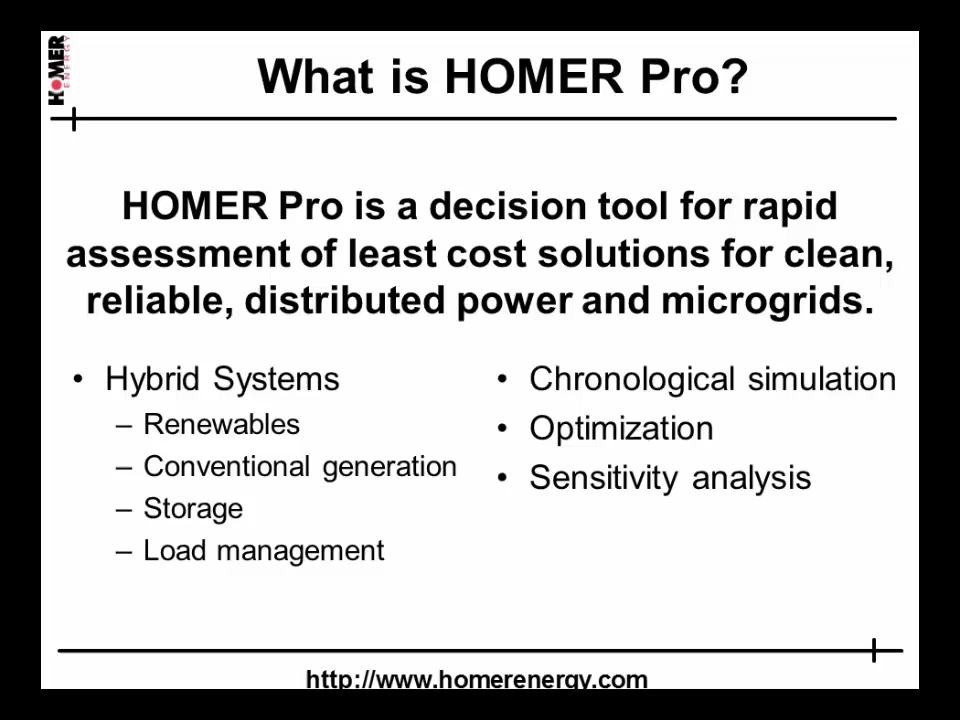 HOMER
ENERGY
What is HOMER Pro?
HOMER Pro is a decision tool for rapid
assessment of least cost solutions for clean,
reliable, distributed power and microgrids.
• Hybrid Systems
– Renewables
– Conventional generation
– Storage
– Load management
• Chronological simulation
• Optimization
• Sensitivity analysis
http://www.homerenergy.com